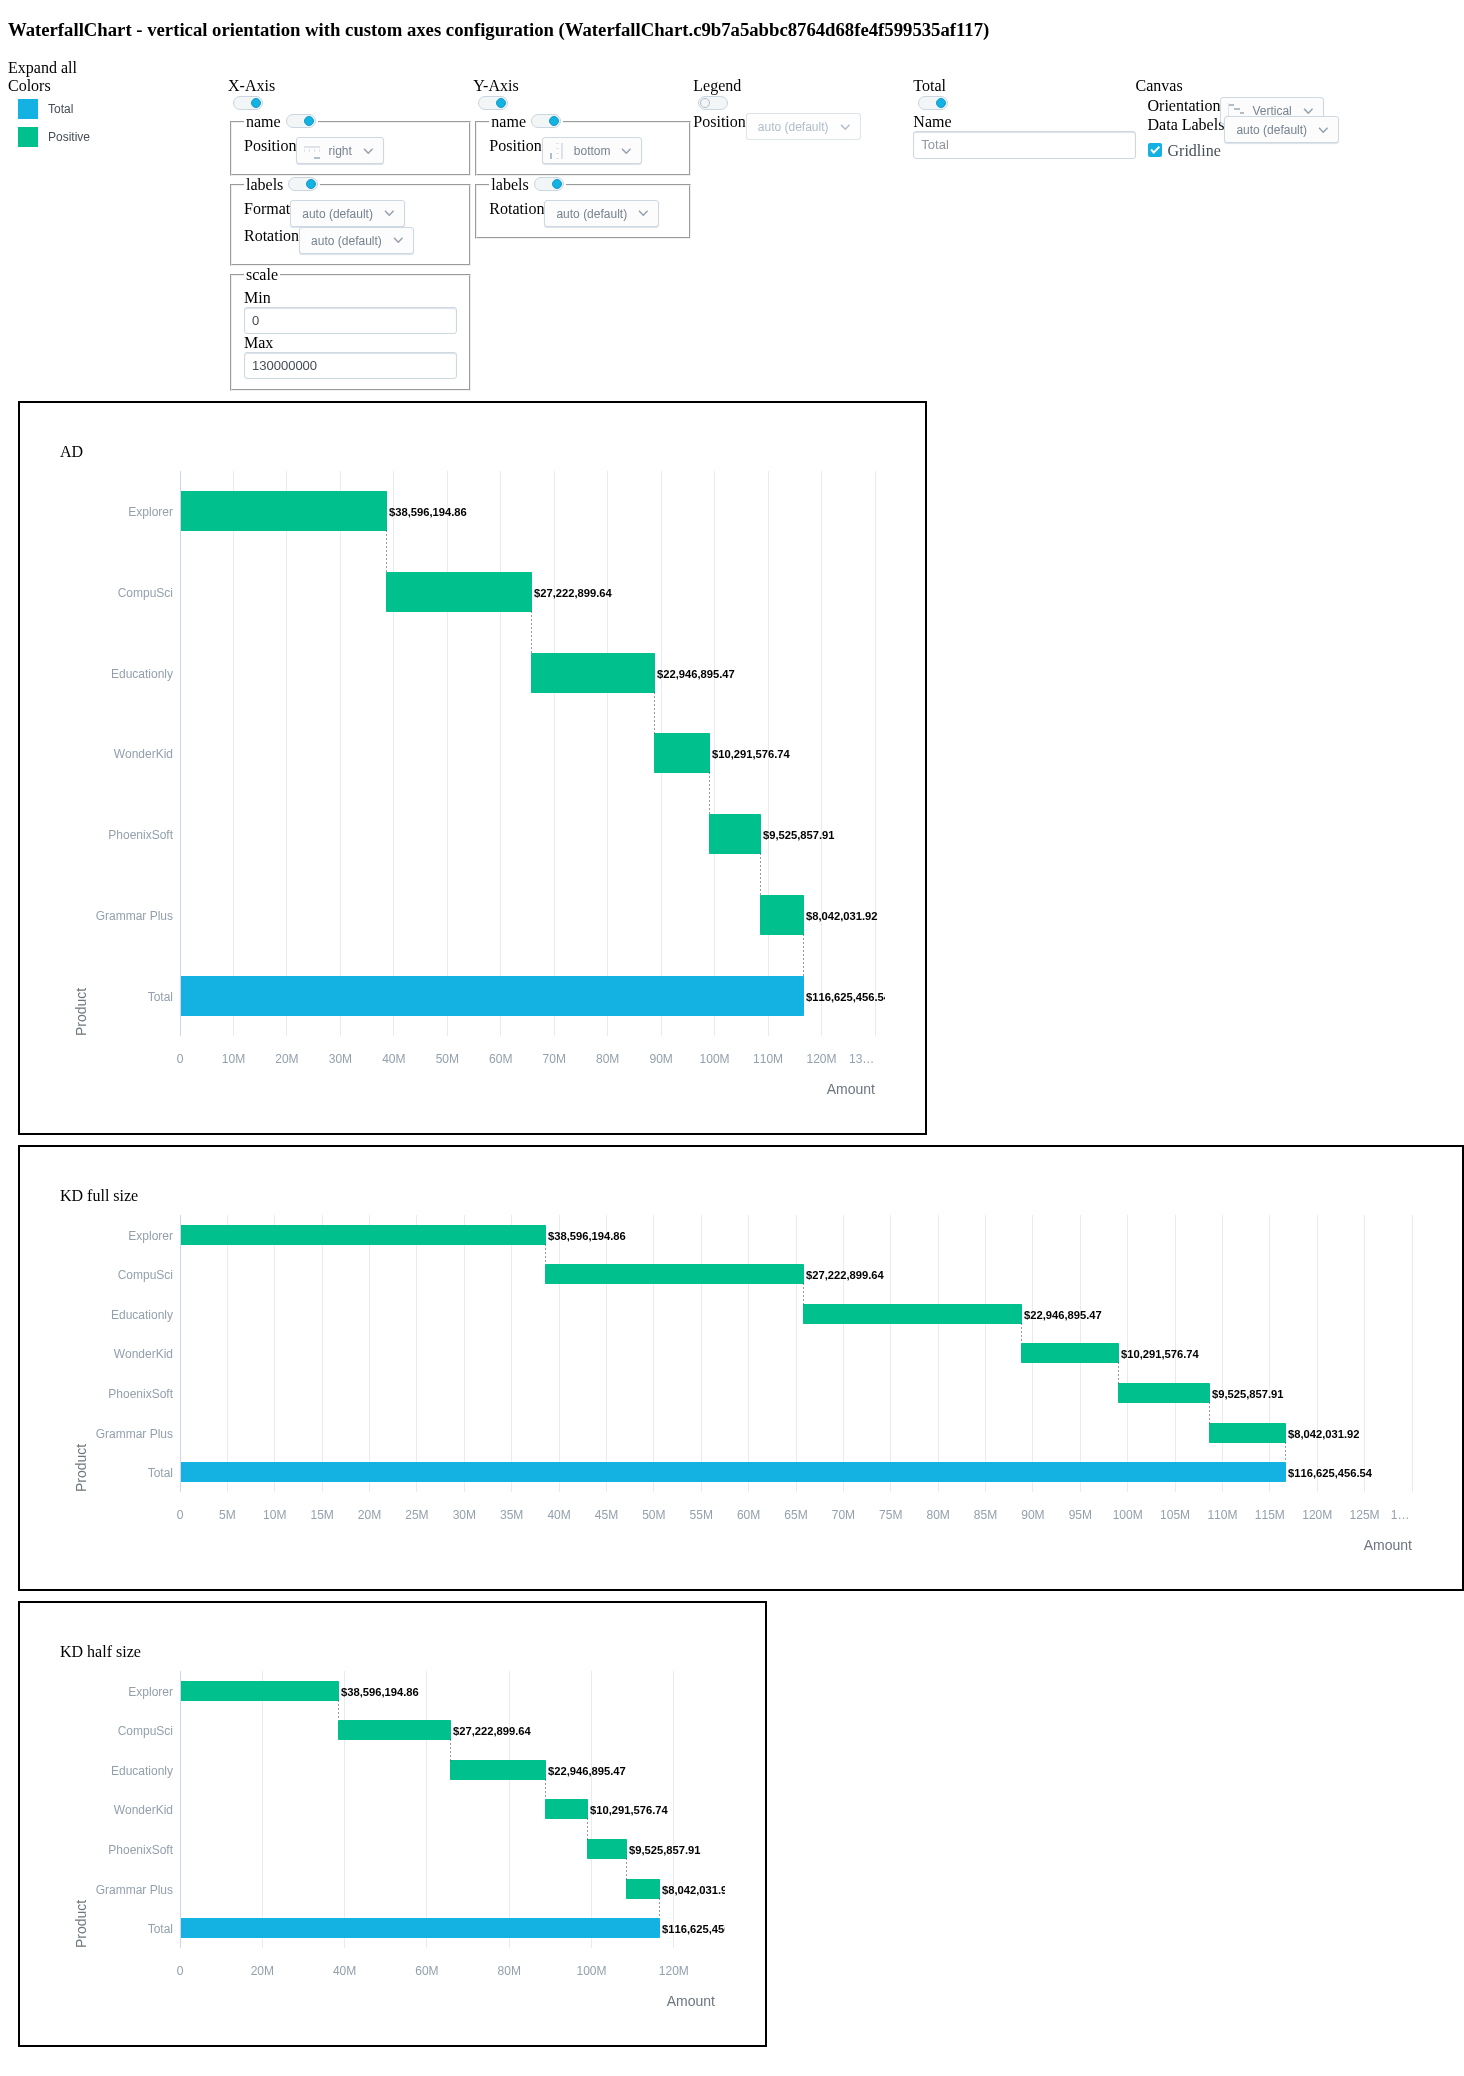 WaterfallChart - vertical orientation with custom axes configuration (WaterfallChart.c9b7a5abbc8764d68fe4f599535af117)
Expand all
Colors
Total
Positive
X-Axis
name
Position right
labels
Format auto (default)
Rotation auto (default)
scale
Min
0
Max
130000000
Y-Axis
name
Position bottom
labels
Rotation auto (default)
Legend
Position auto (default)
Total
Name
Total
Canvas
Orientation Vertical
Data Labels auto (default)
Gridline
AD
Explorer $38,596,194.86
CompuSci $27,222,899.64
Educationly $22,946,895.47
WonderKid $10,291,576.74
PhoenixSoft $9,525,857.91
Grammar Plus $8,042,031.92
Total $116,625,456.54
Product
0 10M 20M 30M 40M 50M 60M 70M 80M 90M 100M 110M 120M 13…
Amount
KD full size
Explorer $38,596,194.86
CompuSci $27,222,899.64
Educationly $22,946,895.47
WonderKid $10,291,576.74
PhoenixSoft $9,525,857.91
Grammar Plus $8,042,031.92
Total $116,625,456.54
Product
0 5M 10M 15M 20M 25M 30M 35M 40M 45M 50M 55M 60M 65M 70M 75M 80M 85M 90M 95M 100M 105M 110M 115M 120M 125M 1…
Amount
KD half size
Explorer $38,596,194.86
CompuSci $27,222,899.64
Educationly $22,946,895.47
WonderKid $10,291,576.74
PhoenixSoft $9,525,857.91
Grammar Plus $8,042,031.9
Total $116,625,45
Product
0 20M 40M 60M 80M 100M 120M
Amount